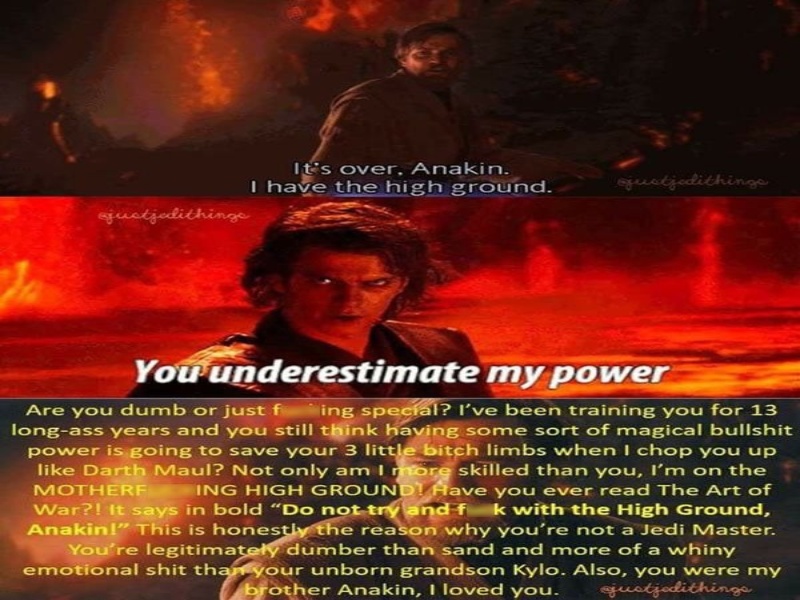 It's over, Anakin.
I have the high ground.
@justjedithings
@justjedithings
You underestimate my power
Are you dumb or just f ing special? I've been training you for 13
long-ass years and you still think having some sort of magical bullshit
power is going to save your 3 little bitch limbs when I chop you up
like Darth Maul? Not only am I more skilled than you, I'm on the
MOTHERF ING HIGH GROUND! Have you ever read The Art of
War?! It says in bold “Do not try and f k with the High Ground,
Anakin!” This is honestly the reason why you're not a Jedi Master.
You're legitimately dumber than sand and more of a whiny
emotional shit than your unborn grandson Kylo. Also, you were my
brother Anakin, I loved you.
@justjedithings